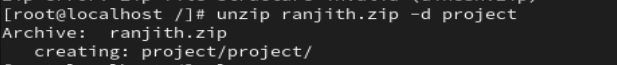 [root@localhost /]# unzip ranjith.zip -d project
Archive:  ranjith.zip
   creating: project/project/